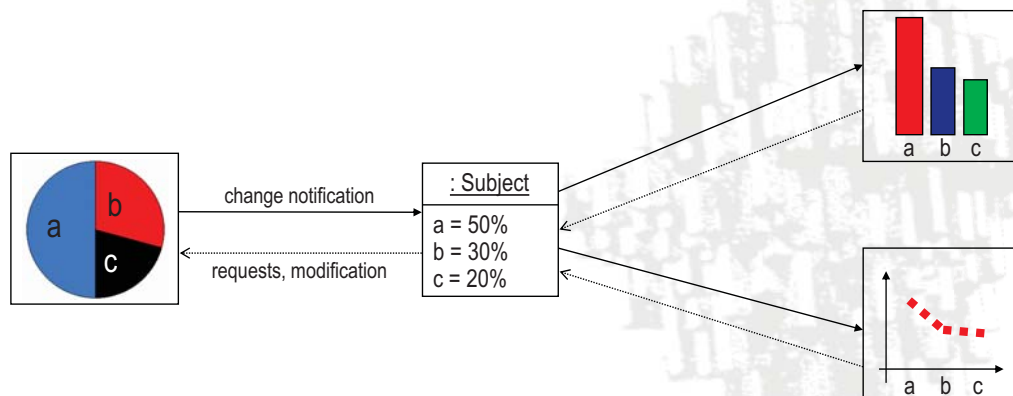 a
b
c
change notification
requests, modification
: Subject
a = 50%
b = 30%
c = 20%
a b c
a b c